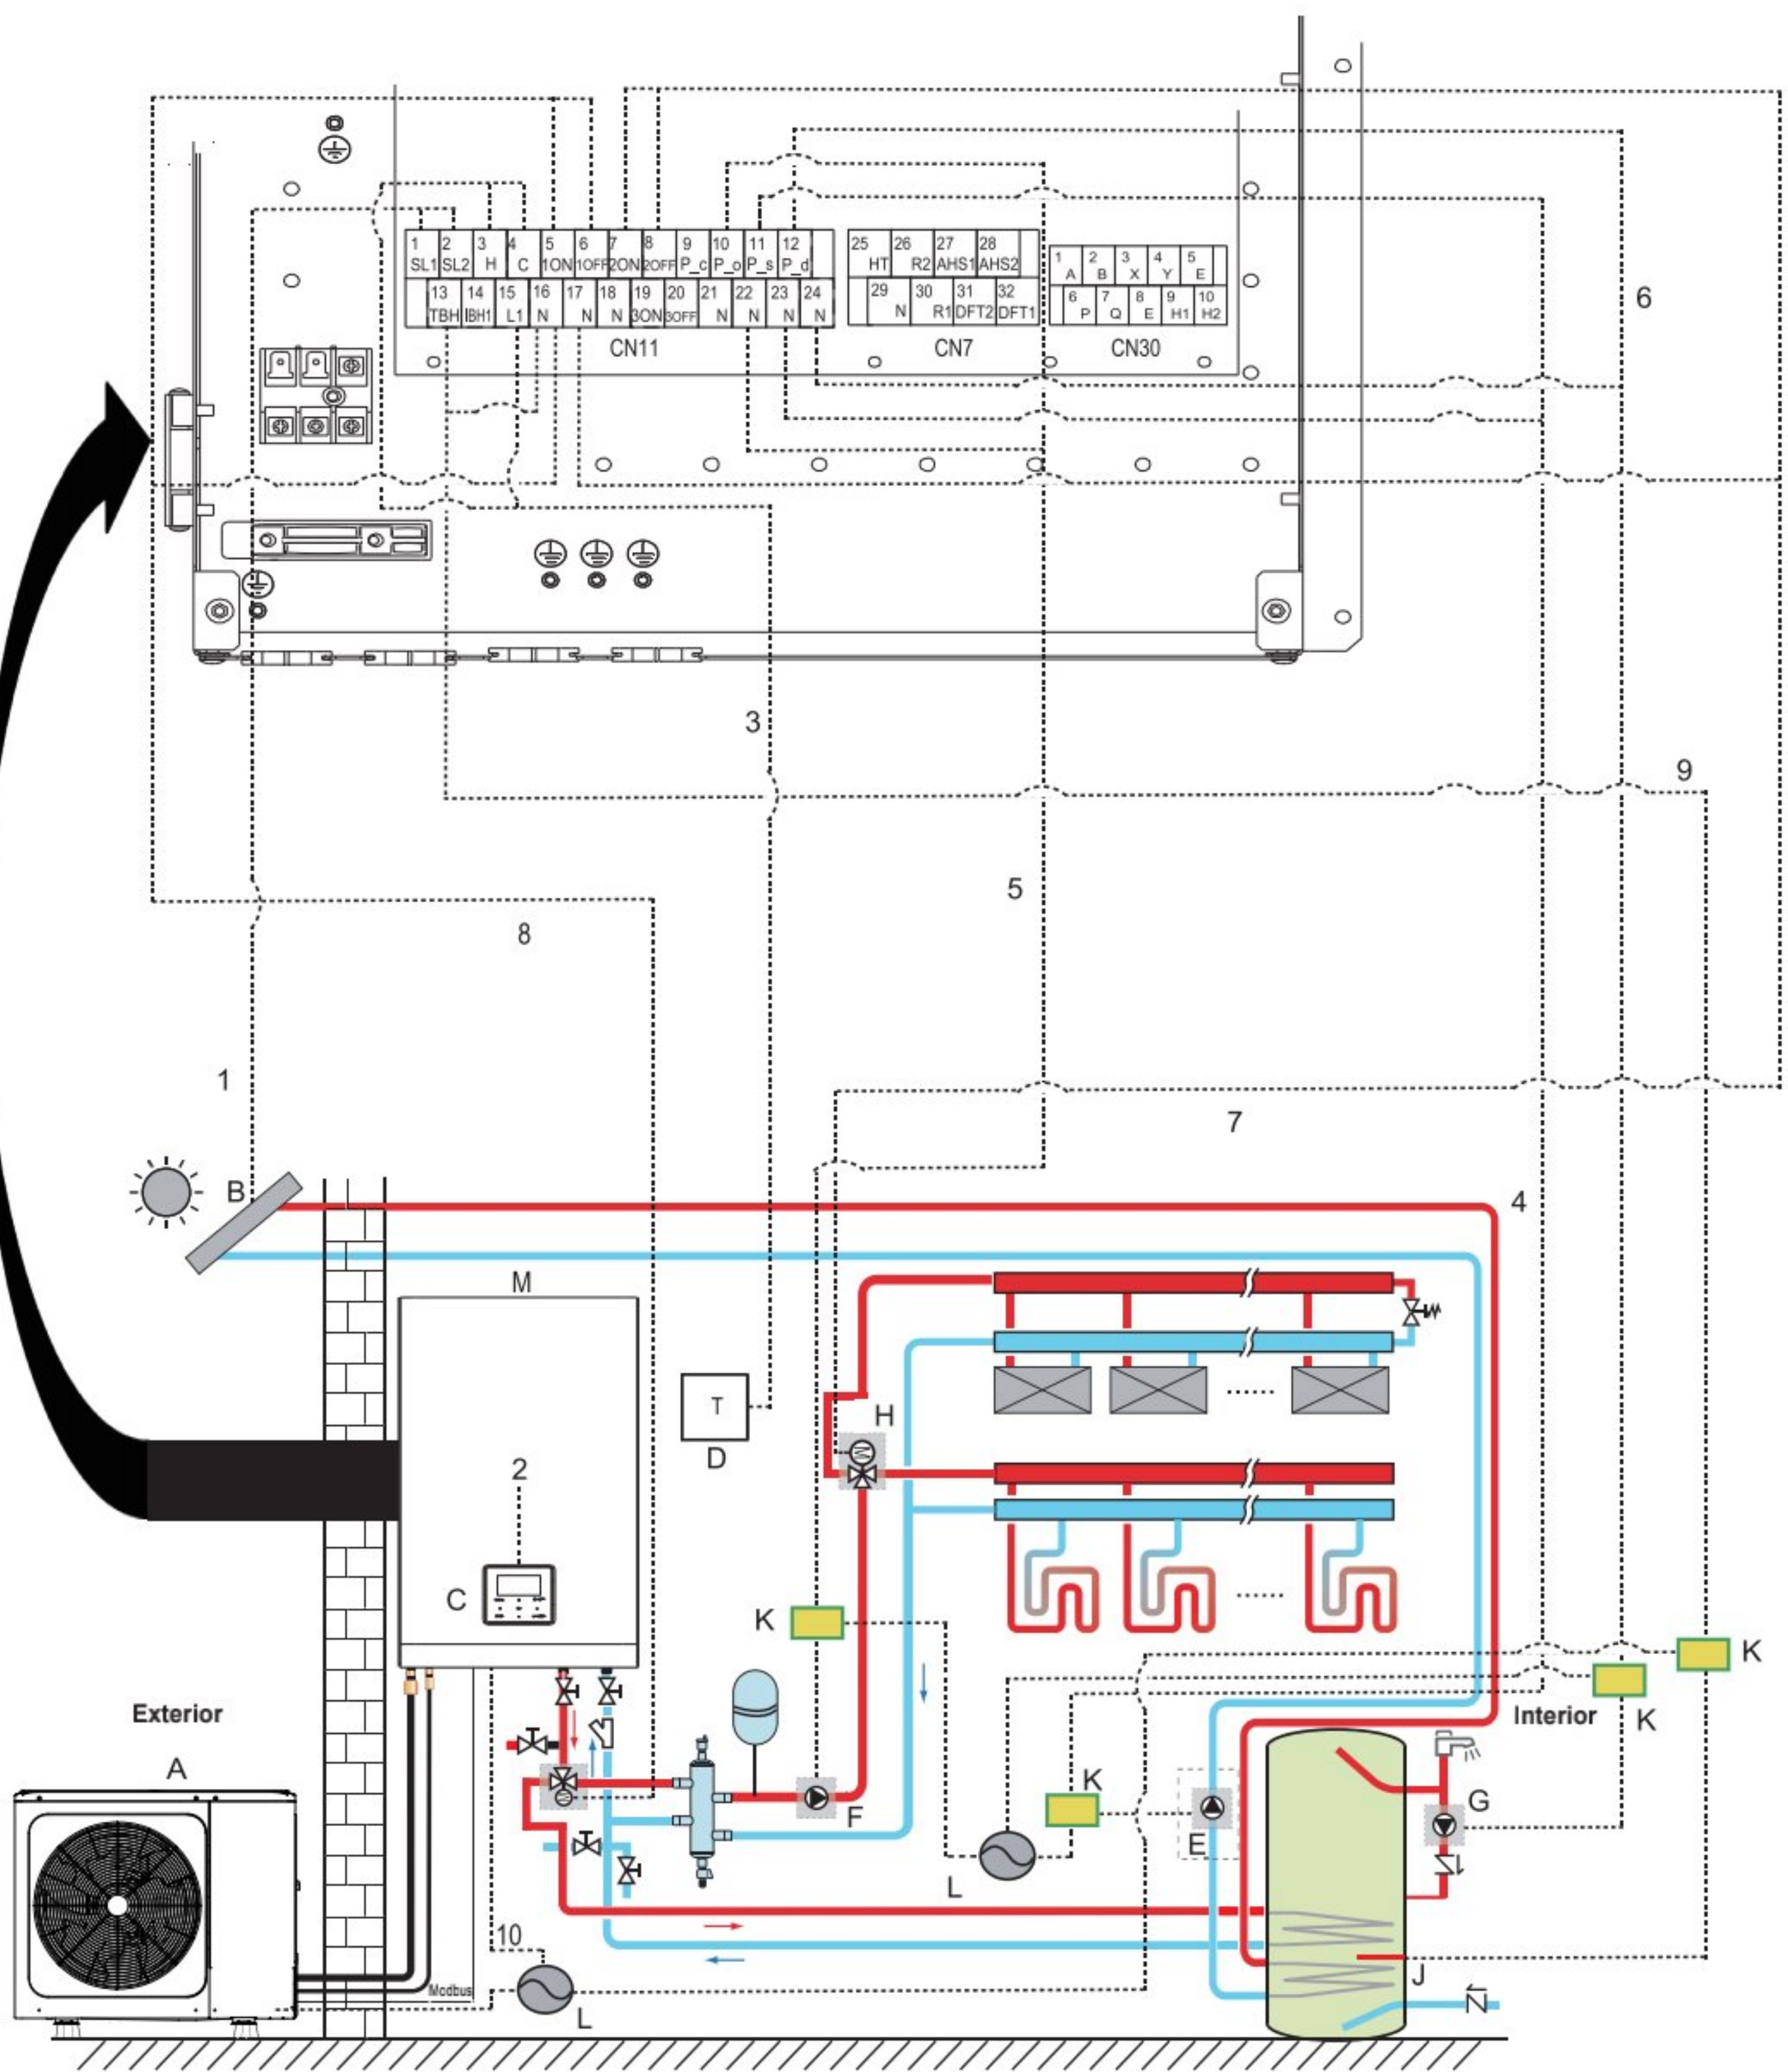 1 2 3 4 5 6 7 8 9 10 11 12
SL1 SL2 H C 1ON 1OFF 2ON 2OFF P_c P_o P_s P_d
13 14 15 16 17 18 19 20 21 22 23 24
TBH IBH1 L1 N N N 3ON 3OFF N N N N
CN11
25 26 27 28
HT R2 AHS1 AHS2
29 30 31 32
N R1 DFT2 DFT1
CN7
1 2 3 4 5
A B X Y E
6 7 8 9 10
P Q E H1 H2
CN30
6
3
9
5
8
1
7
B
4
M
H
T
D
2
C
K
K
Exterior
Interior
K
A
K
G
F
E
L
10
J
Modbus
L
M
M